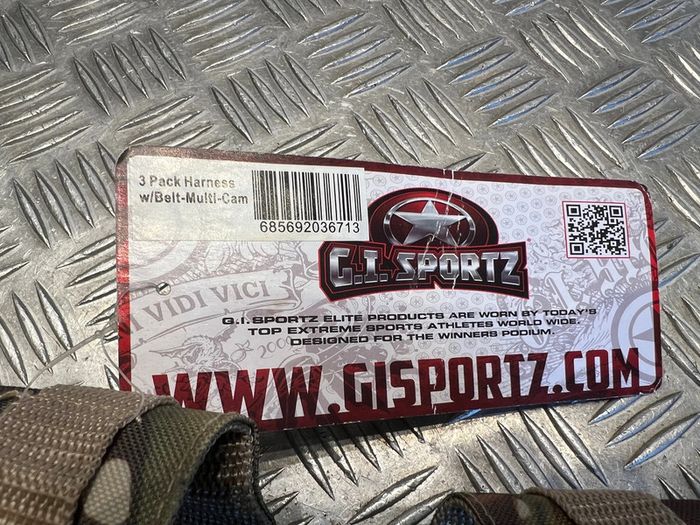 3 Pack Harness
w/Belt-Multi-Cam
685692036713
G.I. SPORTZ
VIDI VICI
G.I. SPORTZ ELITE PRODUCTS ARE WORN BY TODAY'S
TOP EXTREME SPORTS ATHLETES WORLD WIDE.
DESIGNED FOR THE WINNERS PODIUM.
WWW.GISPORTZ.COM